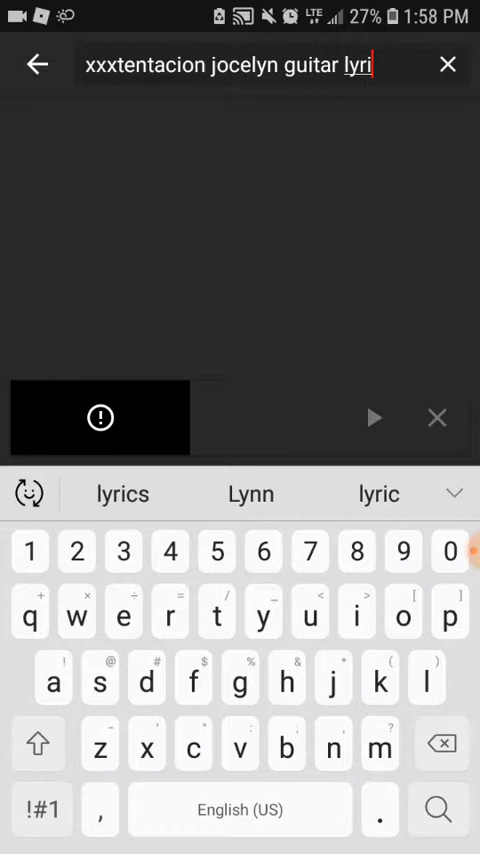 LTE 27% 1:58 PM
xxxtentacion jocelyn guitar lyri
lyrics Lynn lyric
1 2 3 4 5 6 7 8 9 0
+ × ÷ = / _ < > [ ]
q w e r t y u i o p
! @ # $ % & * ( )
a s d f g h j k l
- ' " : ; , ?
z x c v b n m
!#1 , English (US) .